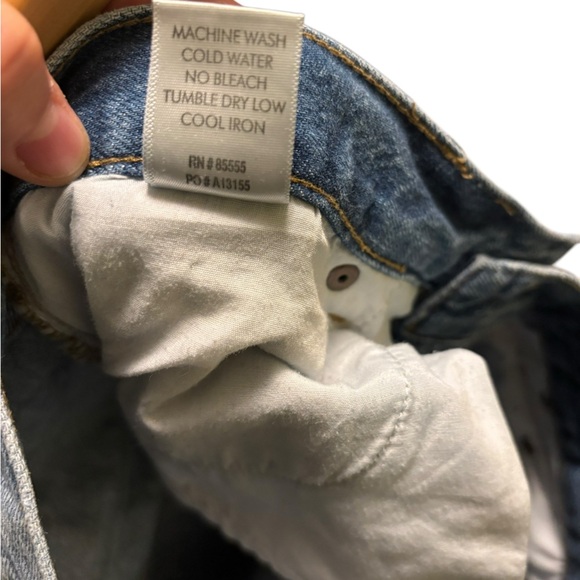 MACHINE WASH
COLD WATER
NO BLEACH
TUMBLE DRY LOW
COOL IRON
RN # 85555
PO # A13155